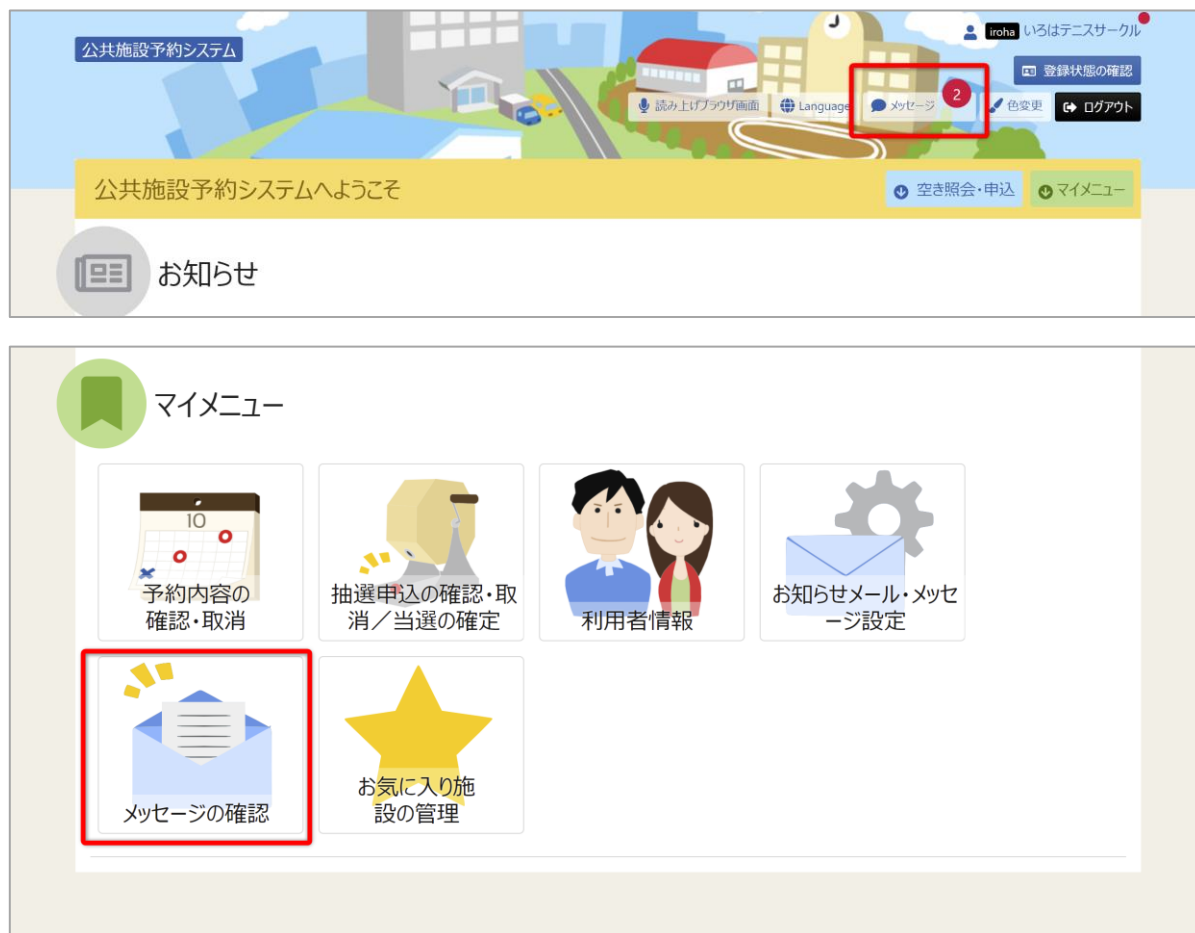 公共施設予約システム
iroha いろはテニスサークル
登録状態の確認
読み上げブラウザ画面 Language メッセージ 2 色変更 ログアウト
公共施設予約システムへようこそ
空き照会・申込 マイメニュー
お知らせ
マイメニュー
10
予約内容の
確認・取消
抽選申込の確認・取
消／当選の確定
利用者情報
お知らせメール・メッセ
ージ設定
メッセージの確認
お気に入り施
設の管理